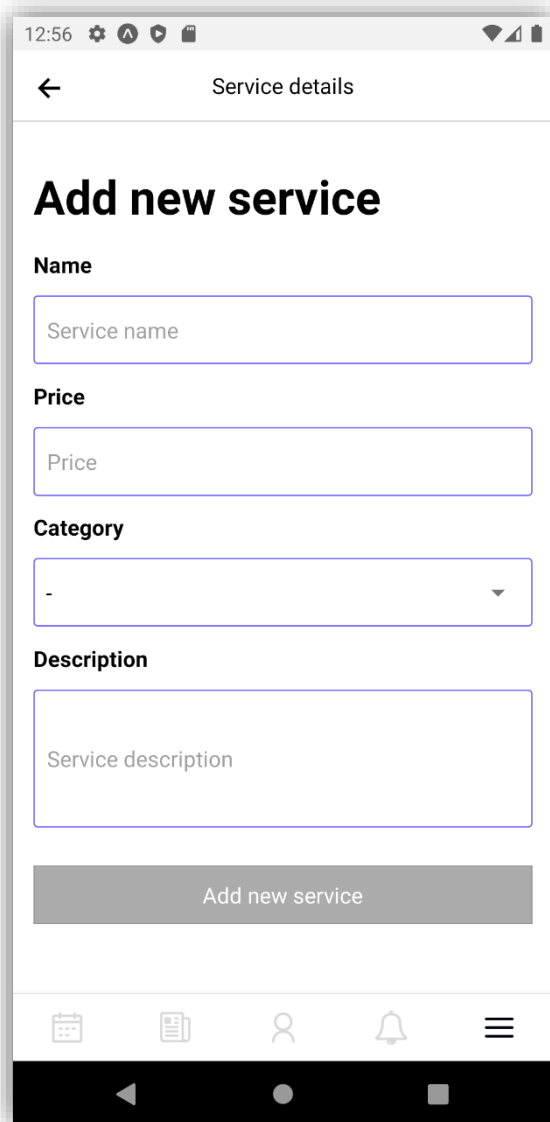 12:56
Service details
Add new service
Name
Service name
Price
Price
Category
-
Description
Service description
Add new service